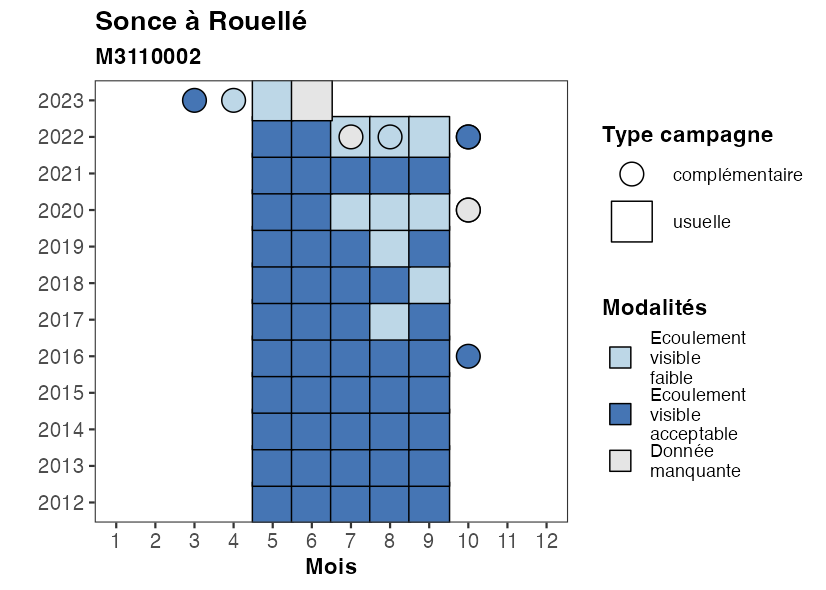 Sonce à Rouellé
M3110002
2023
2022
2021
2020
2019
2018
2017
2016
2015
2014
2013
2012
1 2 3 4 5 6 7 8 9 10 11 12
Mois
Type campagne
complémentaire
usuelle
Modalités
Ecoulement
visible
faible
Ecoulement
visible
acceptable
Donnée
manquante